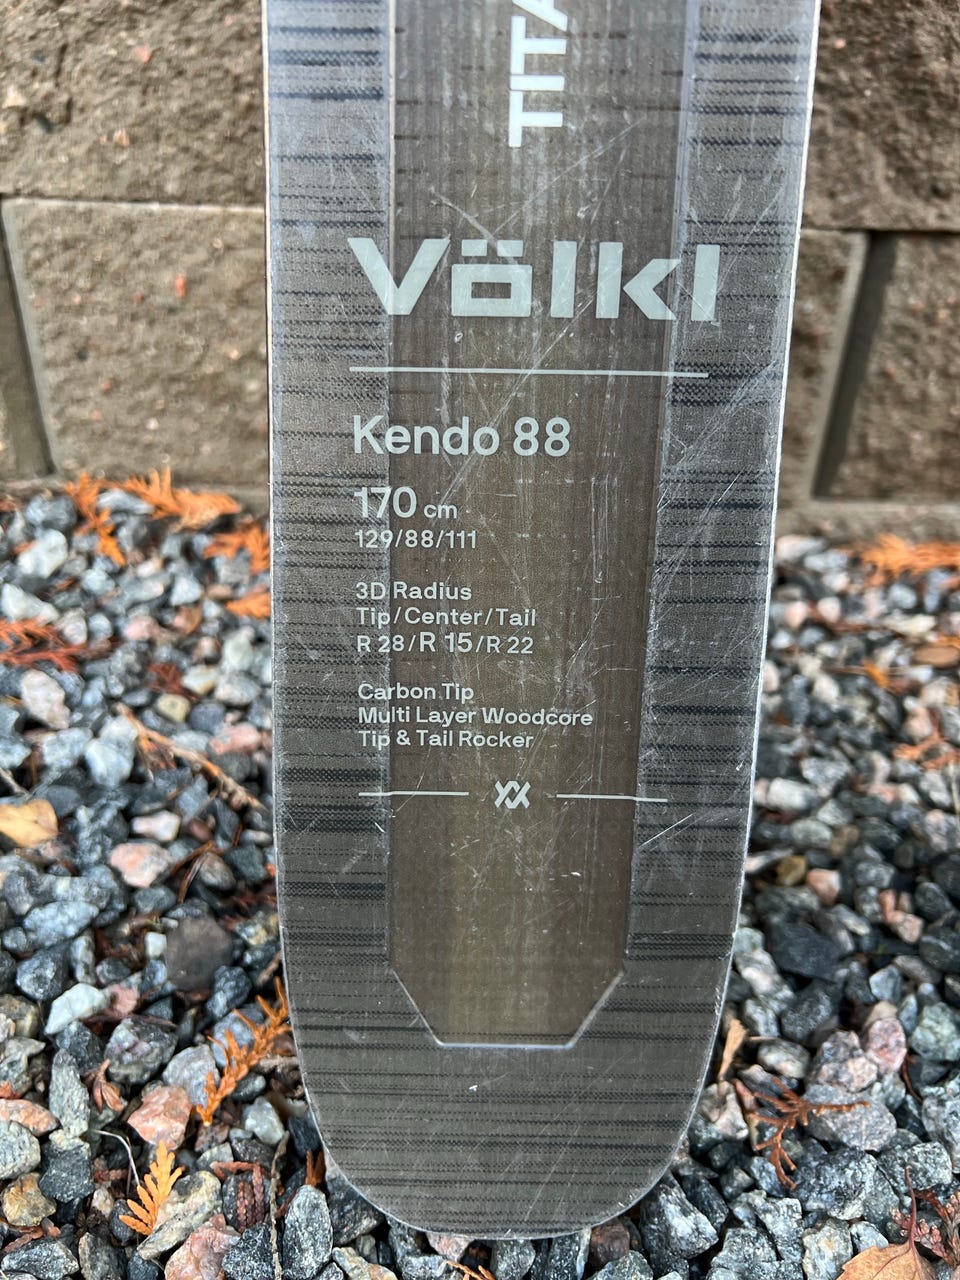 TITA
Völkl
Kendo 88
170 cm
129/88/111
3D Radius
Tip/Center/Tail
R 28/R 15/R 22
Carbon Tip
Multi Layer Woodcore
Tip & Tail Rocker